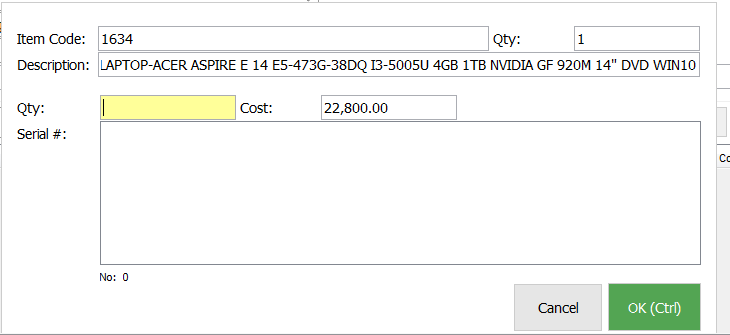 Item Code: 1634 Qty: 1
Description: LAPTOP-ACER ASPIRE E 14 E5-473G-38DQ I3-5005U 4GB 1TB NVIDIA GF 920M 14" DVD WIN10
Qty: Cost: 22,800.00
Serial #:
Co
No: 0
Cancel OK (Ctrl)